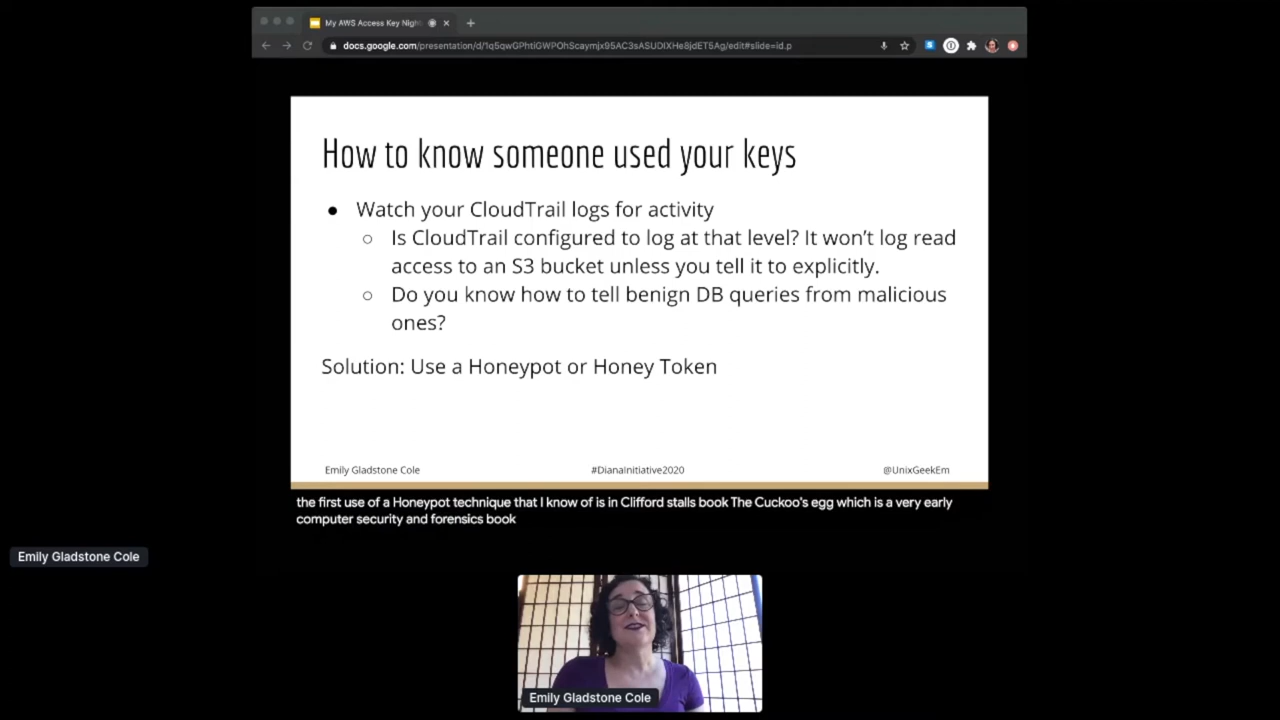 My AWS Access Key Nigh
docs.google.com/presentation/d/1q5qwGPhtiGWPOhScaymjx95AC3sASUDIXHe8jdET5Ag/edit#slide=id.p
How to know someone used your keys
● Watch your CloudTrail logs for activity
○ Is CloudTrail configured to log at that level? It won't log read
access to an S3 bucket unless you tell it to explicitly.
○ Do you know how to tell benign DB queries from malicious
ones?
Solution: Use a Honeypot or Honey Token
Emily Gladstone Cole #DianaInitiative2020 @UnixGeekEm
the first use of a Honeypot technique that I know of is in Clifford stalls book The Cuckoo's egg which is a very early
computer security and forensics book
Emily Gladstone Cole
Emily Gladstone Cole